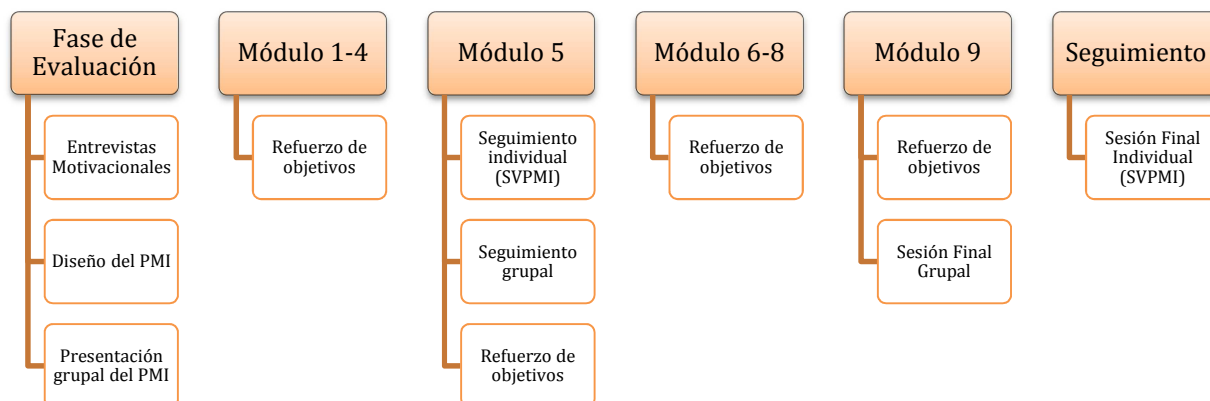 Fase de
Evaluación
Entrevistas
Motivacionales
Diseño del PMI
Presentación
grupal del PMI
Módulo 1-4
Refuerzo de
objetivos
Módulo 5
Seguimiento
individual
(SVPMI)
Seguimiento
grupal
Refuerzo de
objetivos
Módulo 6-8
Refuerzo de
objetivos
Módulo 9
Refuerzo de
objetivos
Sesión Final
Grupal
Seguimiento
Sesión Final
Individual
(SVPMI)